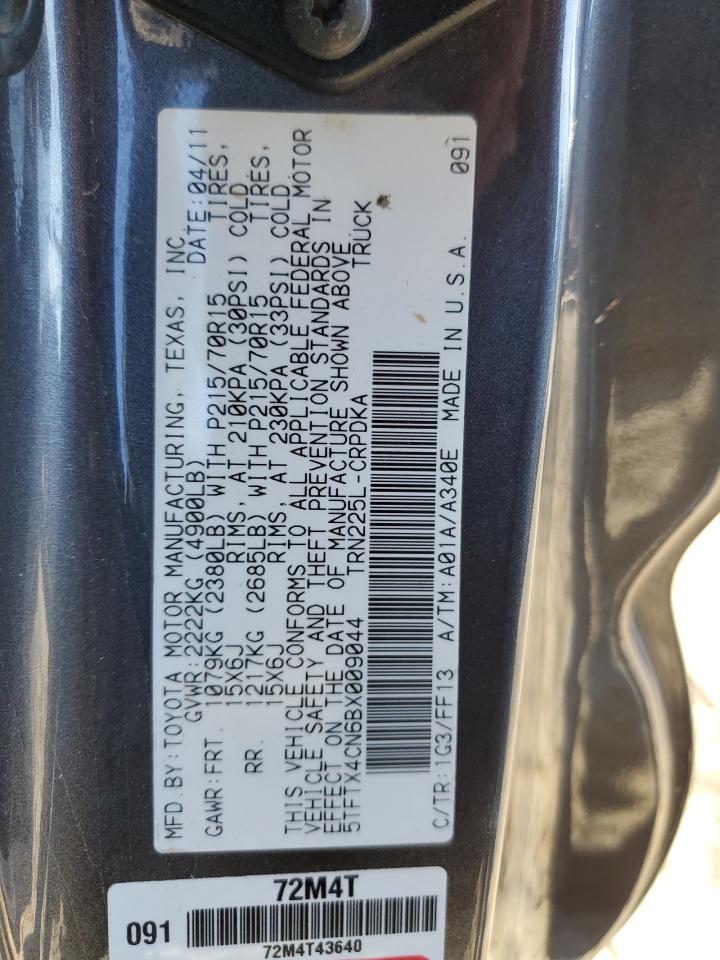 MFD.BY:TOYOTA MOTOR MANUFACTURING, TEXAS, INC.
GVWR:2222KG (4900LB) DATE:04/11
GAWR:FRT. 1079KG (2380LB) WITH P215/70R15 TIRES,
15X6J RIMS, AT 210KPA (30PSI) COLD
RR. 1217KG (2685LB) WITH P215/70R15 TIRES,
15X6J RIMS, AT 230KPA (33PSI) COLD
THIS VEHICLE CONFORMS TO ALL APPLICABLE FEDERAL MOTOR
VEHICLE SAFETY AND THEFT PREVENTION STANDARDS IN
EFFECT ON THE DATE OF MANUFACTURE SHOWN ABOVE
5TFTX4CN6BX009044 TRN225L-CRPDKA TRUCK
C/TR:1G3/FF13 A/TM:A01A/A340E MADE IN U.S.A. 091
72M4T
091
72M4T43640